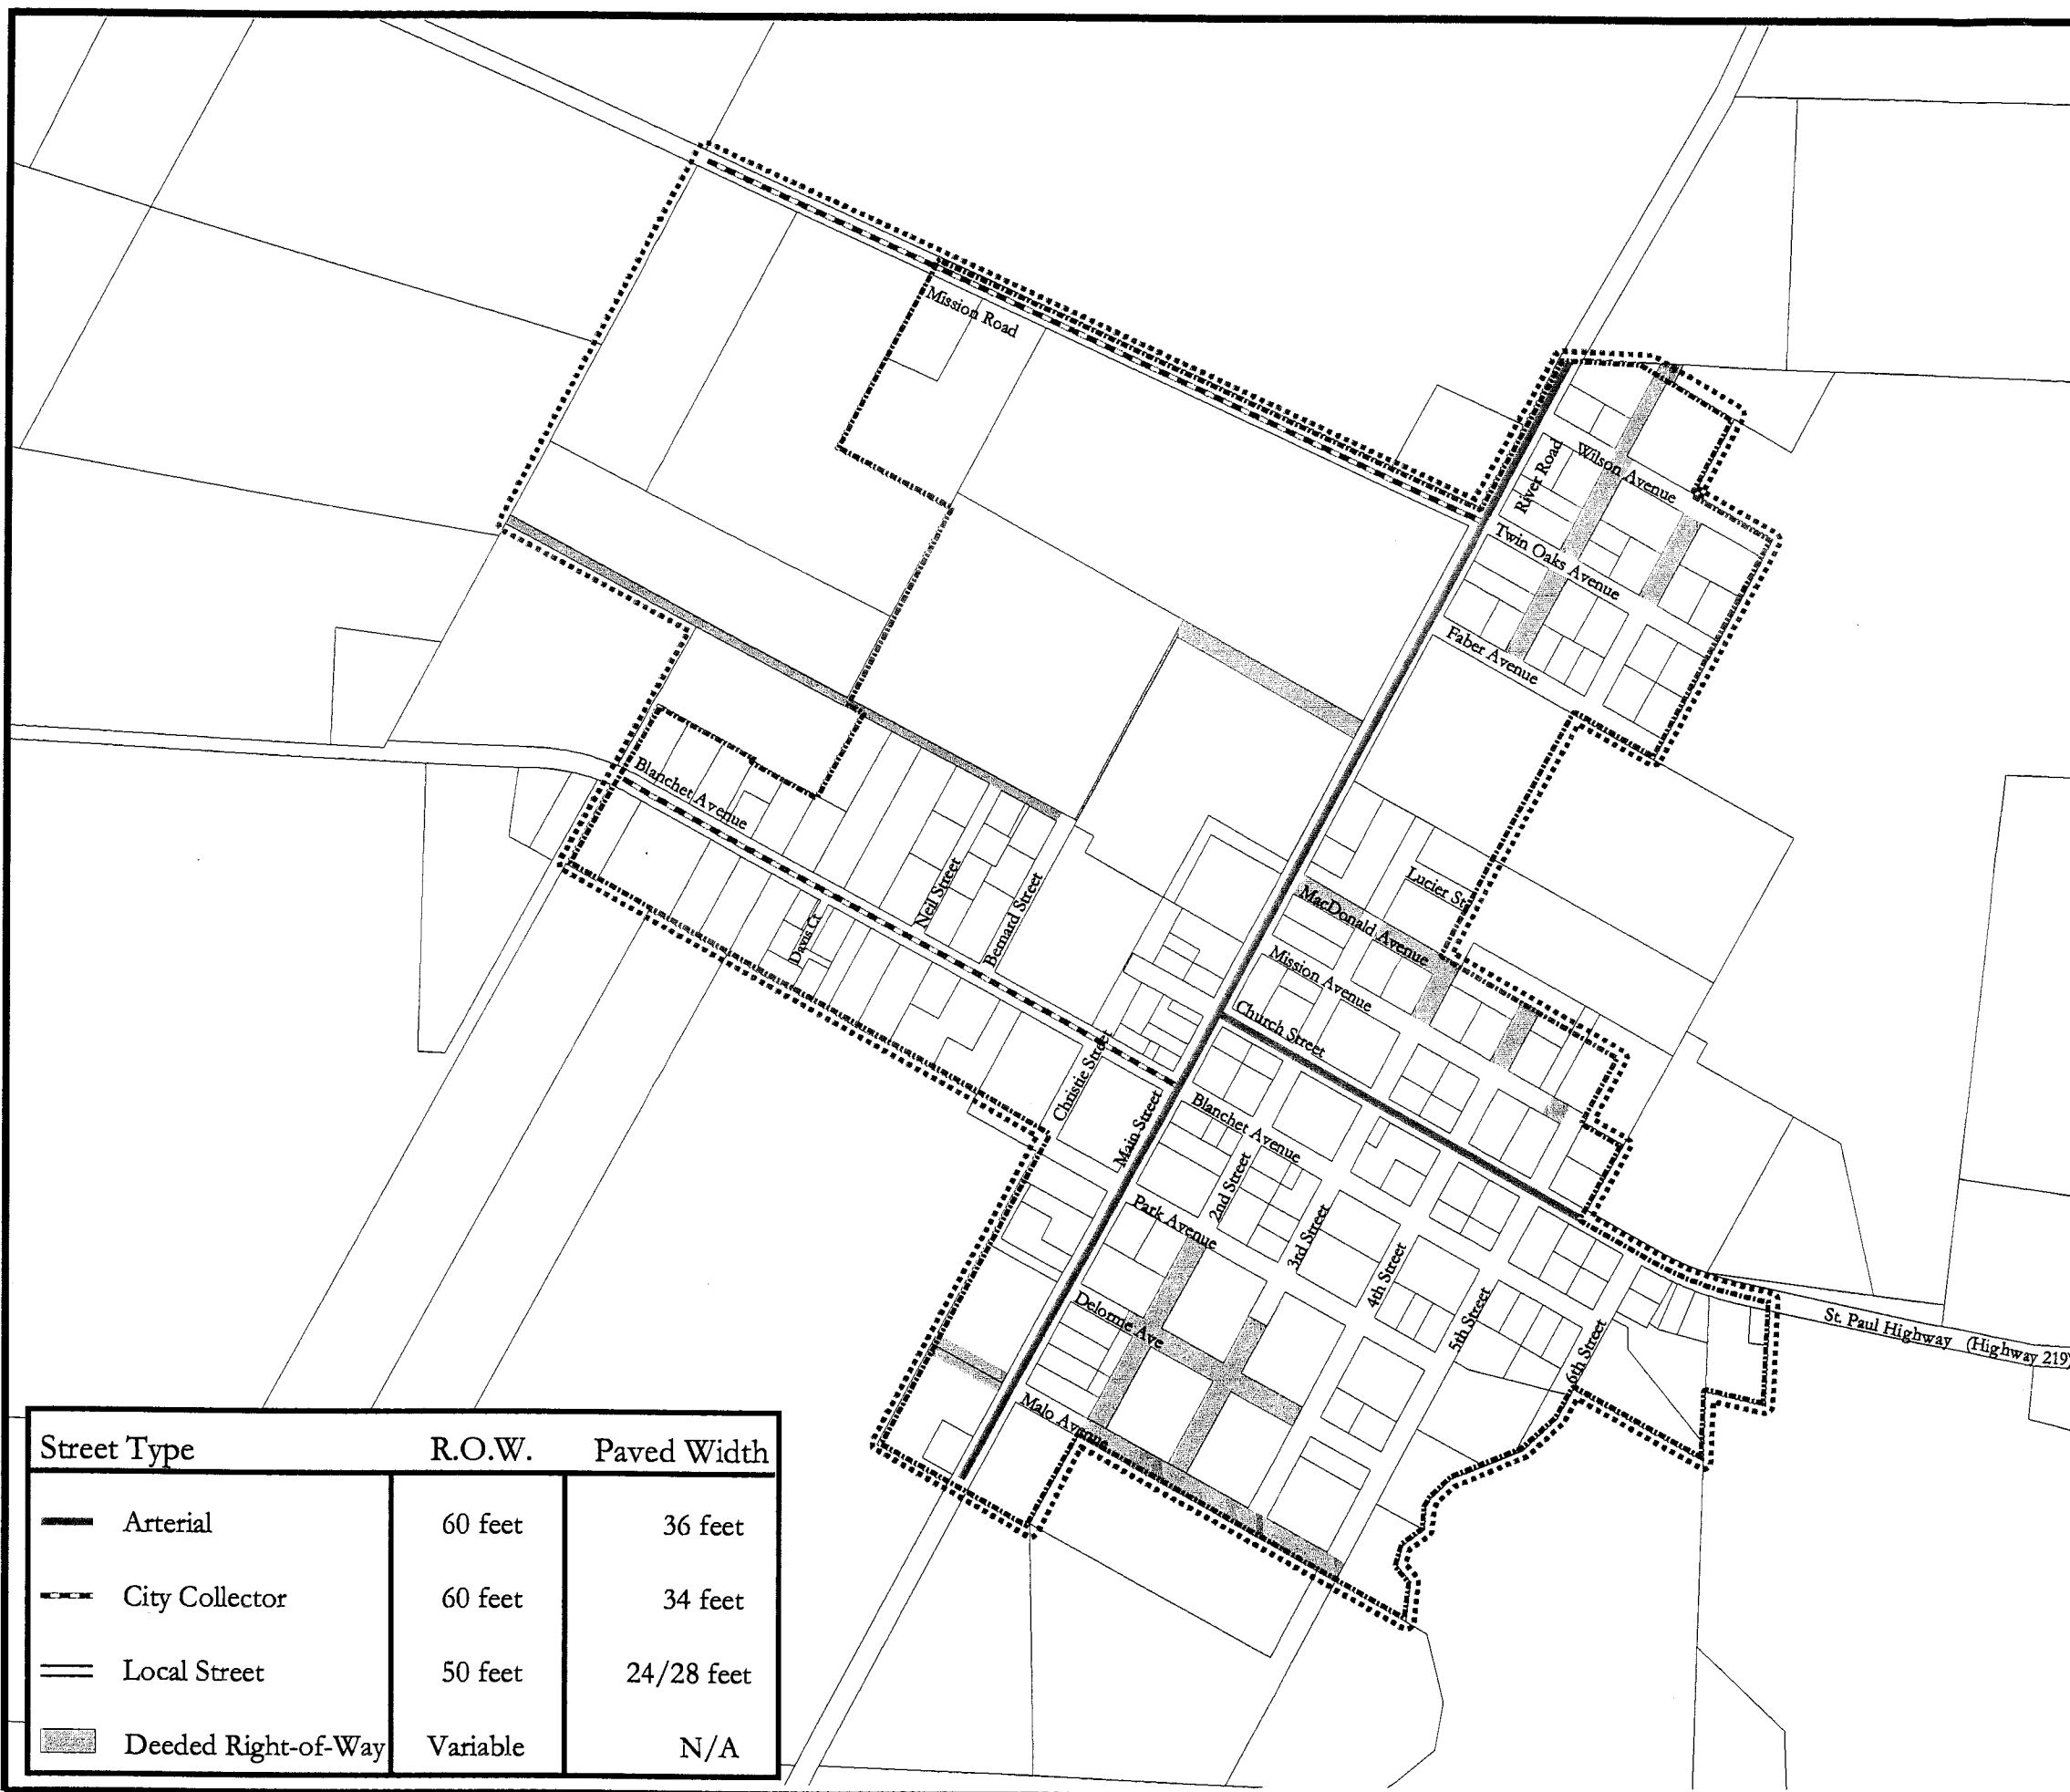 Mission Road
River Road
Wilson Avenue
Twin Oaks Avenue
Faber Avenue
Blanchet Avenue
Neil Street
Bernard Street
Davis Ct
Lucier St
MacDonald Avenue
Mission Avenue
Church Street
Christie Street
Main Street
Blanchet Avenue
2nd Street
Park Avenue
3rd Street
4th Street
5th Street
6th Street
Delorme Ave
Malo Avenue
St. Paul Highway (Highway 219)
Street Type R.O.W. Paved Width
Arterial 60 feet 36 feet
City Collector 60 feet 34 feet
Local Street 50 feet 24/28 feet
Deeded Right-of-Way Variable N/A